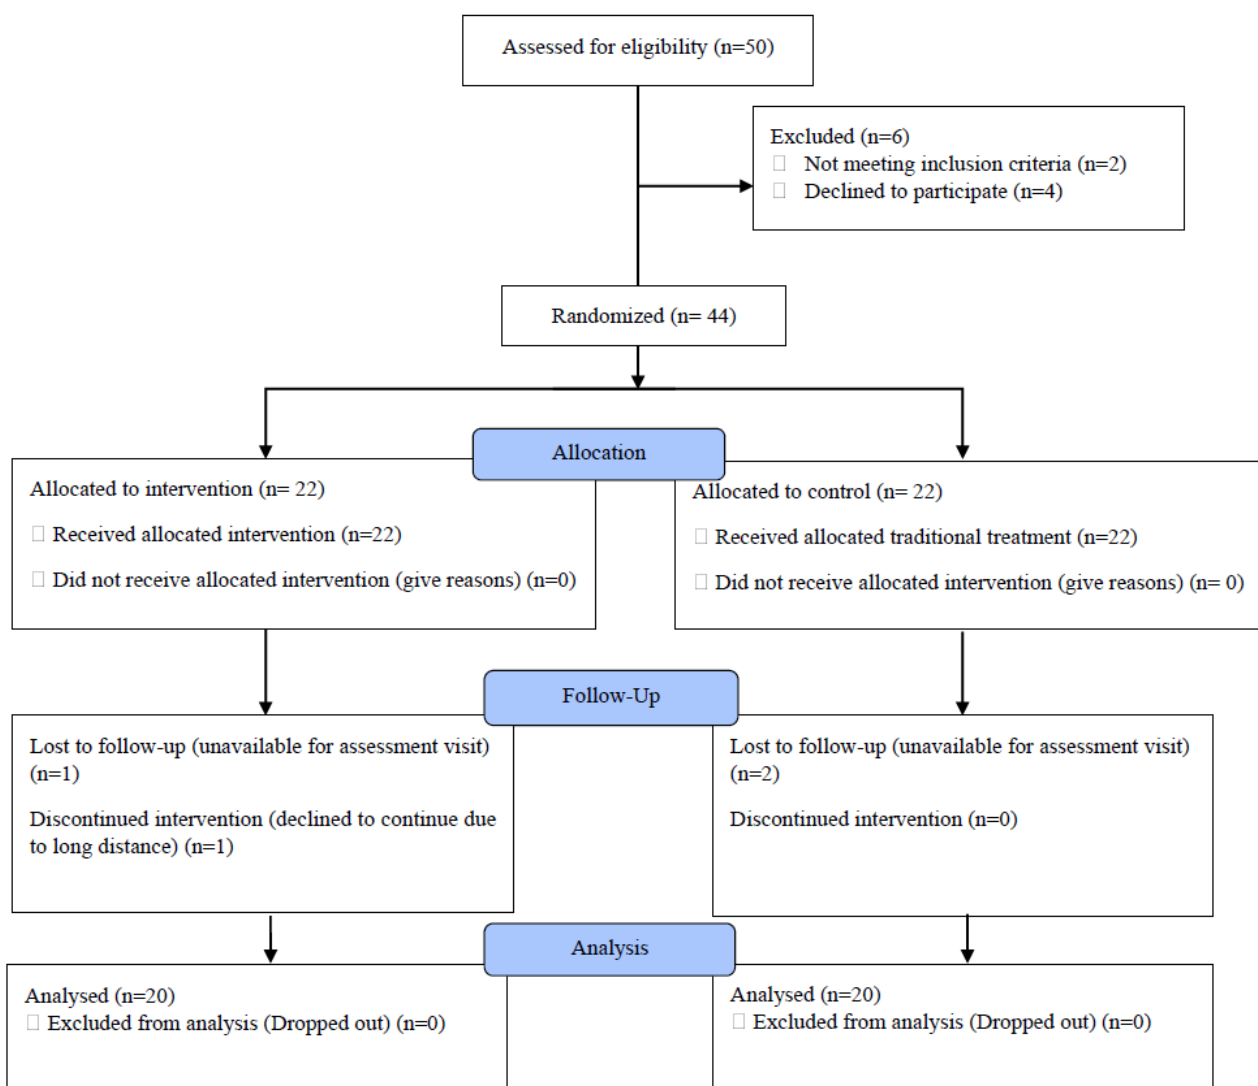 Assessed for eligibility (n=50)
Excluded (n=6)
Not meeting inclusion criteria (n=2)
Declined to participate (n=4)
Randomized (n= 44)
Allocation
Allocated to intervention (n= 22)
Received allocated intervention (n=22)
Did not receive allocated intervention (give reasons) (n=0)
Allocated to control (n= 22)
Received allocated traditional treatment (n=22)
Did not receive allocated intervention (give reasons) (n= 0)
Follow-Up
Lost to follow-up (unavailable for assessment visit)
(n=1)
Discontinued intervention (declined to continue due
to long distance) (n=1)
Lost to follow-up (unavailable for assessment visit)
(n=2)
Discontinued intervention (n=0)
Analysis
Analysed (n=20)
Excluded from analysis (Dropped out) (n=0)
Analysed (n=20)
Excluded from analysis (Dropped out) (n=0)